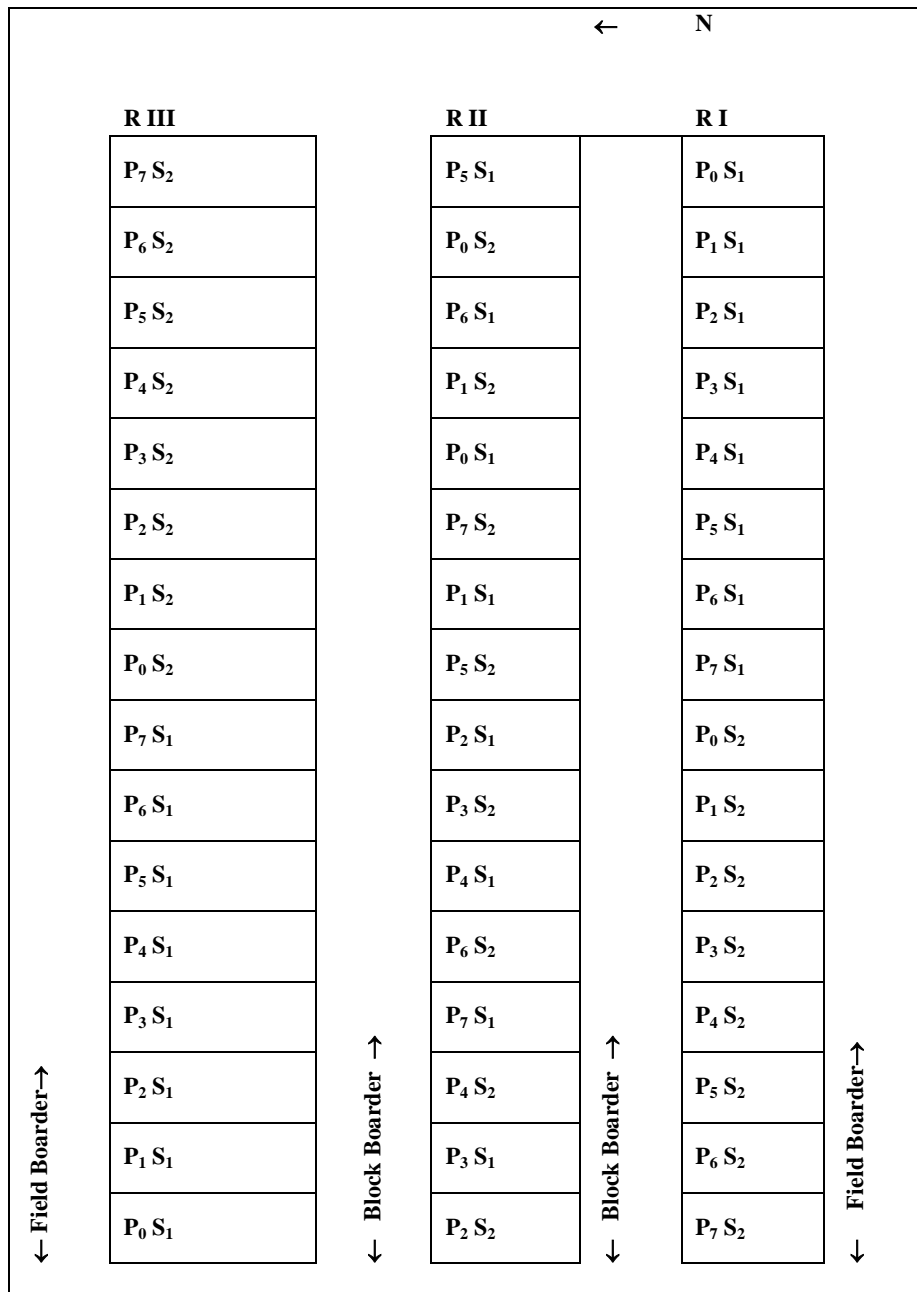 ← N
R III R II R I
P₇ S₂ P₅ S₁ P₀ S₁
P₆ S₂ P₀ S₂ P₁ S₁
P₅ S₂ P₆ S₁ P₂ S₁
P₄ S₂ P₁ S₂ P₃ S₁
P₃ S₂ P₀ S₁ P₄ S₁
P₂ S₂ P₇ S₂ P₅ S₁
P₁ S₂ P₁ S₁ P₆ S₁
P₀ S₂ P₅ S₂ P₇ S₁
P₇ S₁ P₂ S₁ P₀ S₂
P₆ S₁ P₃ S₂ P₁ S₂
P₅ S₁ P₄ S₁ P₂ S₂
P₄ S₁ P₆ S₂ P₃ S₂
P₃ S₁ P₇ S₁ P₄ S₂
P₂ S₁ P₄ S₂ P₅ S₂
P₁ S₁ P₃ S₁ P₆ S₂
P₀ S₁ P₂ S₂ P₇ S₂
← Field Boarder→
← Block Boarder →
← Block Boarder →
← Field Boarder→